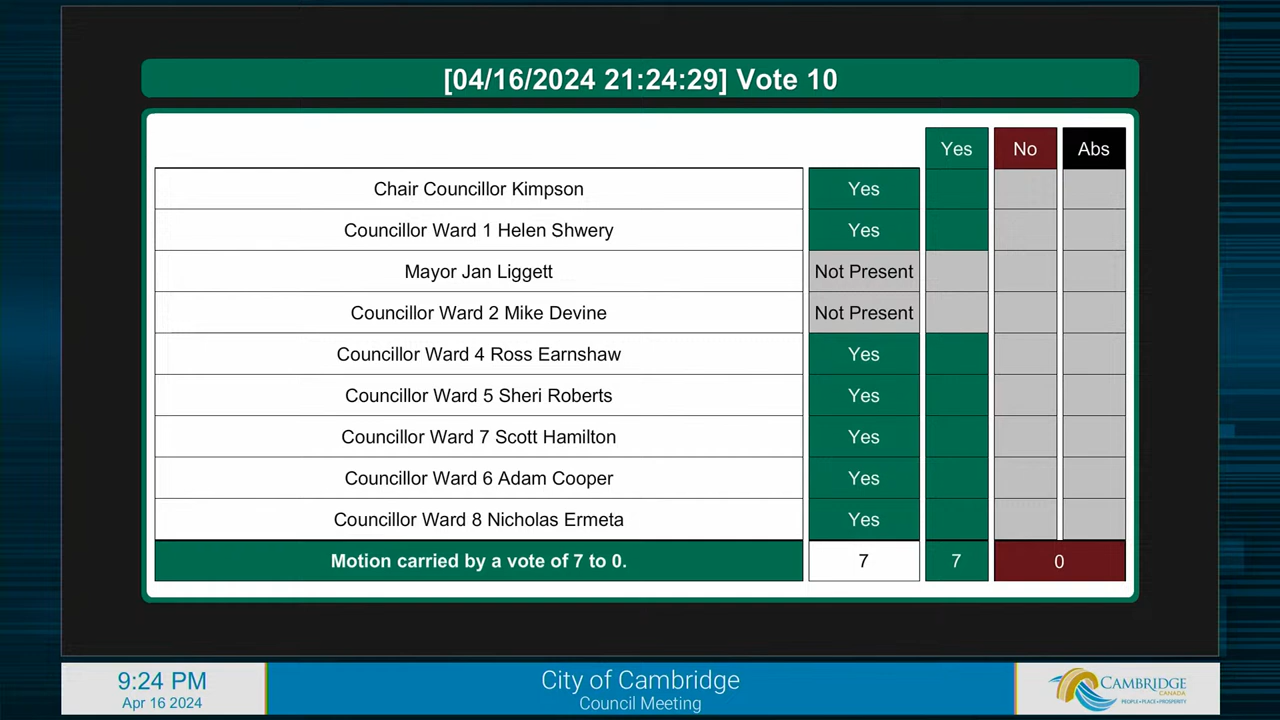 [04/16/2024 21:24:29] Vote 10
Yes No Abs
Chair Councillor Kimpson Yes
Councillor Ward 1 Helen Shwery Yes
Mayor Jan Liggett Not Present
Councillor Ward 2 Mike Devine Not Present
Councillor Ward 4 Ross Earnshaw Yes
Councillor Ward 5 Sheri Roberts Yes
Councillor Ward 7 Scott Hamilton Yes
Councillor Ward 6 Adam Cooper Yes
Councillor Ward 8 Nicholas Ermeta Yes
Motion carried by a vote of 7 to 0. 7 7 0
9:24 PM
Apr 16 2024
City of Cambridge
Council Meeting
CAMBRIDGE
CANADA
PEOPLE • PLACE • PROSPERITY